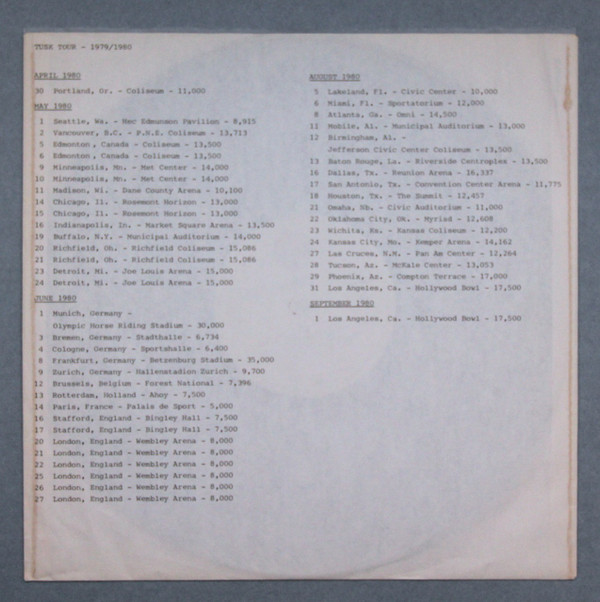 TUSK TOUR - 1979/1980
APRIL 1980
30 Portland, Or. - Coliseum - 11,000
MAY 1980
1 Seattle, Wa. - Hec Edmunson Pavilion - 8,915
2 Vancouver, B.C. - P.N.E. Coliseum - 13,713
5 Edmonton, Canada - Coliseum - 13,500
6 Edmonton, Canada - Coliseum - 13,500
9 Minneapolis, Mn. - Met Center - 14,000
10 Minneapolis, Mn. - Met Center - 14,000
11 Madison, Wi. - Dane County Arena - 10,100
14 Chicago, Il. - Rosemont Horizon - 13,000
15 Chicago, Il. - Rosemont Horizon - 13,000
16 Indianapolis, In. - Market Square Arena - 13,500
19 Buffalo, N.Y. - Municipal Auditorium - 14,000
20 Richfield, Oh. - Richfield Coliseum - 15,086
21 Richfield, Oh. - Richfield Coliseum - 15,086
23 Detroit, Mi. - Joe Louis Arena - 15,000
24 Detroit, Mi. - Joe Louis Arena - 15,000
JUNE 1980
1 Munich, Germany -
Olympic Horse Riding Stadium - 30,000
3 Bremen, Germany - Stadthalle - 6,734
4 Cologne, Germany - Sportshalle - 6,400
8 Frankfurt, Germany - Betzenburg Stadium - 35,000
9 Zurich, Germany - Hallenstadion Zurich - 9,700
12 Brussels, Belgium - Forest National - 7,396
13 Rotterdam, Holland - Ahoy - 7,500
14 Paris, France - Palais de Sport - 5,000
16 Stafford, England - Bingley Hall - 7,500
17 Stafford, England - Bingley Hall - 7,500
20 London, England - Wembley Arena - 8,000
21 London, England - Wembley Arena - 8,000
22 London, England - Wembley Arena - 8,000
25 London, England - Wembley Arena - 8,000
26 London, England - Wembley Arena - 8,000
27 London, England - Wembley Arena - 8,000
AUGUST 1980
5 Lakeland, Fl. - Civic Center - 10,000
6 Miami, Fl. - Sportatorium - 12,000
8 Atlanta, Ga. - Omni - 14,500
11 Mobile, Al. - Municipal Auditorium - 13,000
12 Birmingham, Al. -
Jefferson Civic Center Coliseum - 13,500
13 Baton Rouge, La. - Riverside Centroplex - 13,500
16 Dallas, Tx. - Reunion Arena - 16,337
17 San Antonio, Tx. - Convention Center Arena - 11,775
18 Houston, Tx. - The Summit - 12,457
21 Omaha, Nb. - Civic Auditorium - 11,000
22 Oklahoma City, Ok. - Myriad - 12,608
23 Wichita, Ks. - Kansas Coliseum - 12,200
24 Kansas City, Mo. - Kemper Arena - 14,162
27 Las Cruces, N.M. - Pan Am Center - 12,264
28 Tucson, Az. - McKale Center - 13,053
29 Phoenix, Az. - Compton Terrace - 17,000
31 Los Angeles, Ca. - Hollywood Bowl - 17,500
SEPTEMBER 1980
1 Los Angeles, Ca. - Hollywood Bowl - 17,500